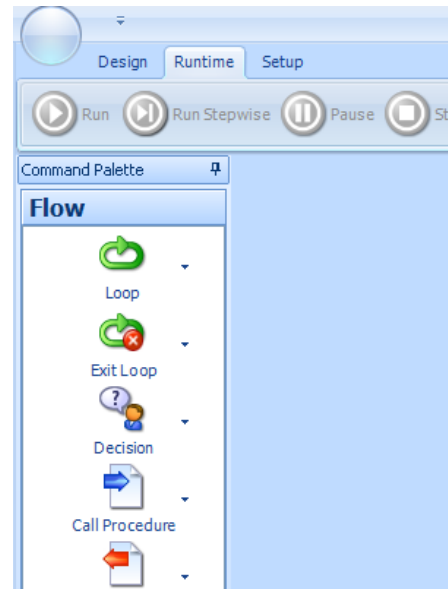 Design Runtime Setup
Run Run Stepwise Pause
Command Palette
Flow
Loop
Exit Loop
?
Decision
Call Procedure